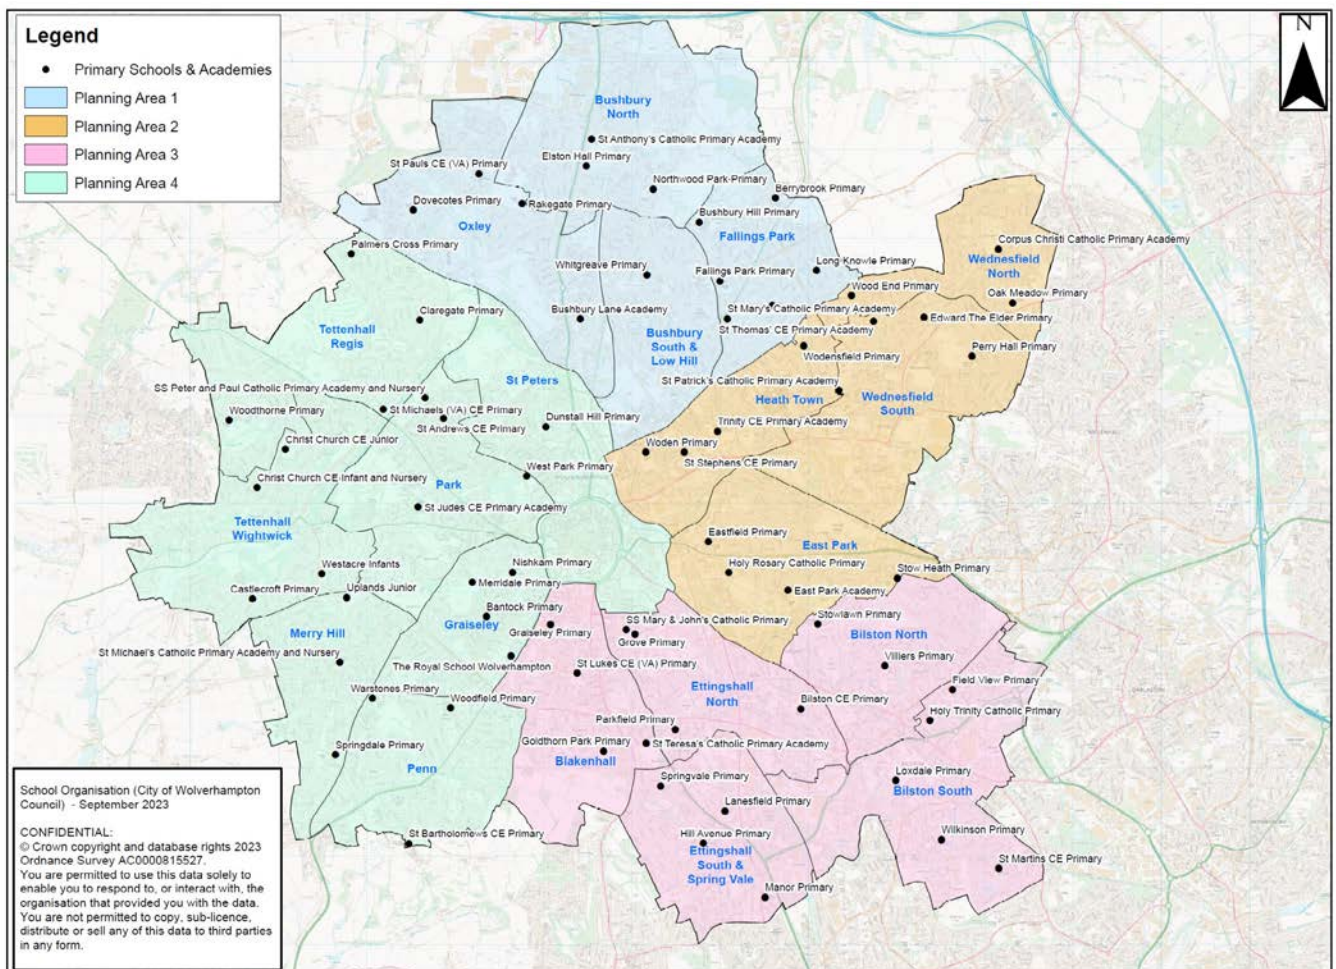 Legend
Primary Schools & Academies
Planning Area 1
Planning Area 2
Planning Area 3
Planning Area 4
N
Bushbury
North
St Anthony's Catholic Primary Academy
St Pauls CE (VA) Primary
Elston Hall Primary
Northwood Park Primary
Berrybrook Primary
Dovecotes Primary
Rakegate Primary
Bushbury Hill Primary
Oxley
Fallings Park
Palmers Cross Primary
Corpus Christi Catholic Primary Academy
Wednesfield
North
Whitgreave Primary
Fallings Park Primary
Long Knowle Primary
Wood End Primary
Oak Meadow Primary
Claregate Primary
Bushbury Lane Academy
St Mary's Catholic Primary Academy
Edward The Elder Primary
Tettenhall
Regis
Bushbury
South &
Low Hill
St Thomas' CE Primary Academy
Wodensfield Primary
Perry Hall Primary
St Peters
St Patrick's Catholic Primary Academy
SS Peter and Paul Catholic Primary Academy and Nursery
Heath Town
Wednesfield
South
Woodthorne Primary
St Michaels (VA) CE Primary
St Andrews CE Primary
Dunstall Hill Primary
Trinity CE Primary Academy
Christ Church CE Junior
Woden Primary
St Stephens CE Primary
West Park Primary
Christ Church CE Infant and Nursery
Park
St Judes CE Primary Academy
Tettenhall
Wightwick
Eastfield Primary
East Park
Holy Rosary Catholic Primary
Stow Heath Primary
Nishkam Primary
Westacre Infants
Merridale Primary
Castlecroft Primary
Uplands Junior
East Park Academy
Bantock Primary
SS Mary & John's Catholic Primary
Stowlawn Primary
Merry Hill
Graiseley
Graiseley Primary
Grove Primary
Bilston North
St Michael's Catholic Primary Academy and Nursery
The Royal School Wolverhampton
St Lukes CE (VA) Primary
Villiers Primary
Warstones Primary
Woodfield Primary
Ettingshall
North
Field View Primary
Bilston CE Primary
Holy Trinity Catholic Primary
Parkfield Primary
Springdale Primary
Goldthorn Park Primary
St Teresa's Catholic Primary Academy
Penn
Blakenhall
Springvale Primary
Loxdale Primary
Bilston South
Lanesfield Primary
St Bartholomews CE Primary
Hill Avenue Primary
Wilkinson Primary
Ettingshall
South &
Spring Vale
St Martins CE Primary
Manor Primary
School Organisation (City of Wolverhampton
Council) - September 2023
CONFIDENTIAL:
© Crown copyright and database rights 2023
Ordnance Survey AC0000815527.
You are permitted to use this data solely to
enable you to respond to, or interact with, the
organisation that provided you with the data.
You are not permitted to copy, sub-licence,
distribute or sell any of this data to third parties
in any form.